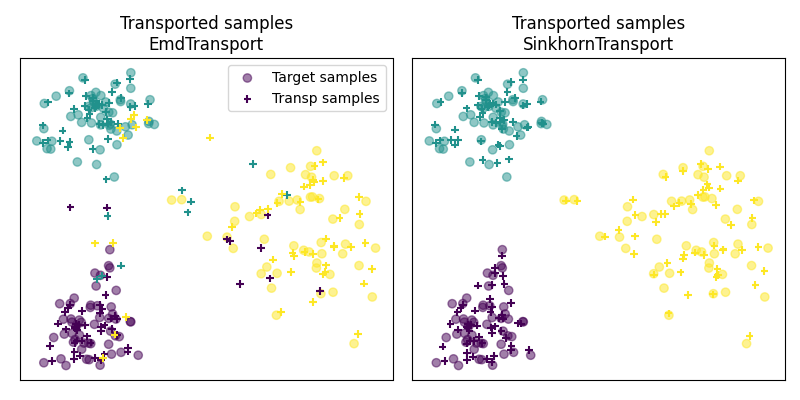 Transported samples
EmdTransport
Target samples
Transp samples
Transported samples
SinkhornTransport